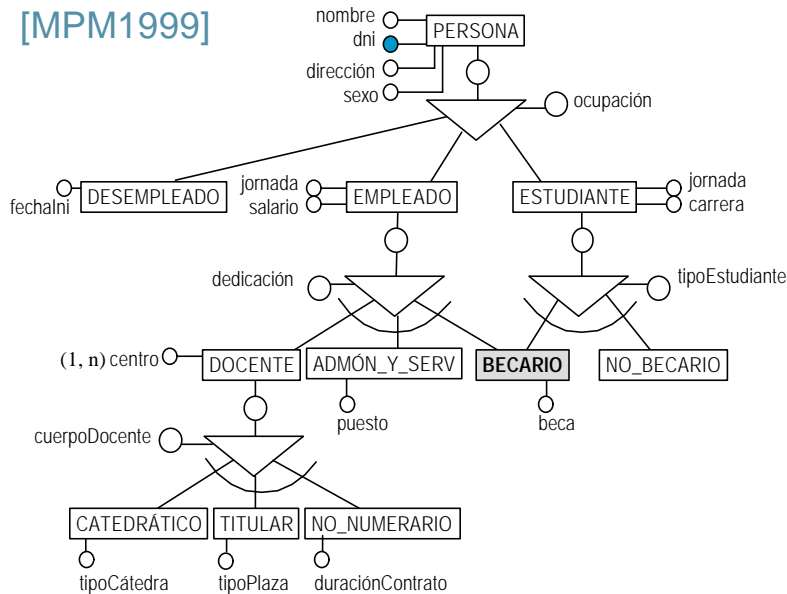 [MPM1999]
nombre
dni
dirección
sexo
PERSONA
ocupación
fechaIni
DESEMPLEADO
jornada
salario
EMPLEADO
ESTUDIANTE
jornada
carrera
dedicación
tipoEstudiante
(1, n) centro
DOCENTE
ADMÓN_Y_SERV
BECARIO
NO_BECARIO
puesto
beca
cuerpoDocente
CATEDRÁTICO
TITULAR
NO_NUMERARIO
tipoCátedra
tipoPlaza
duraciónContrato